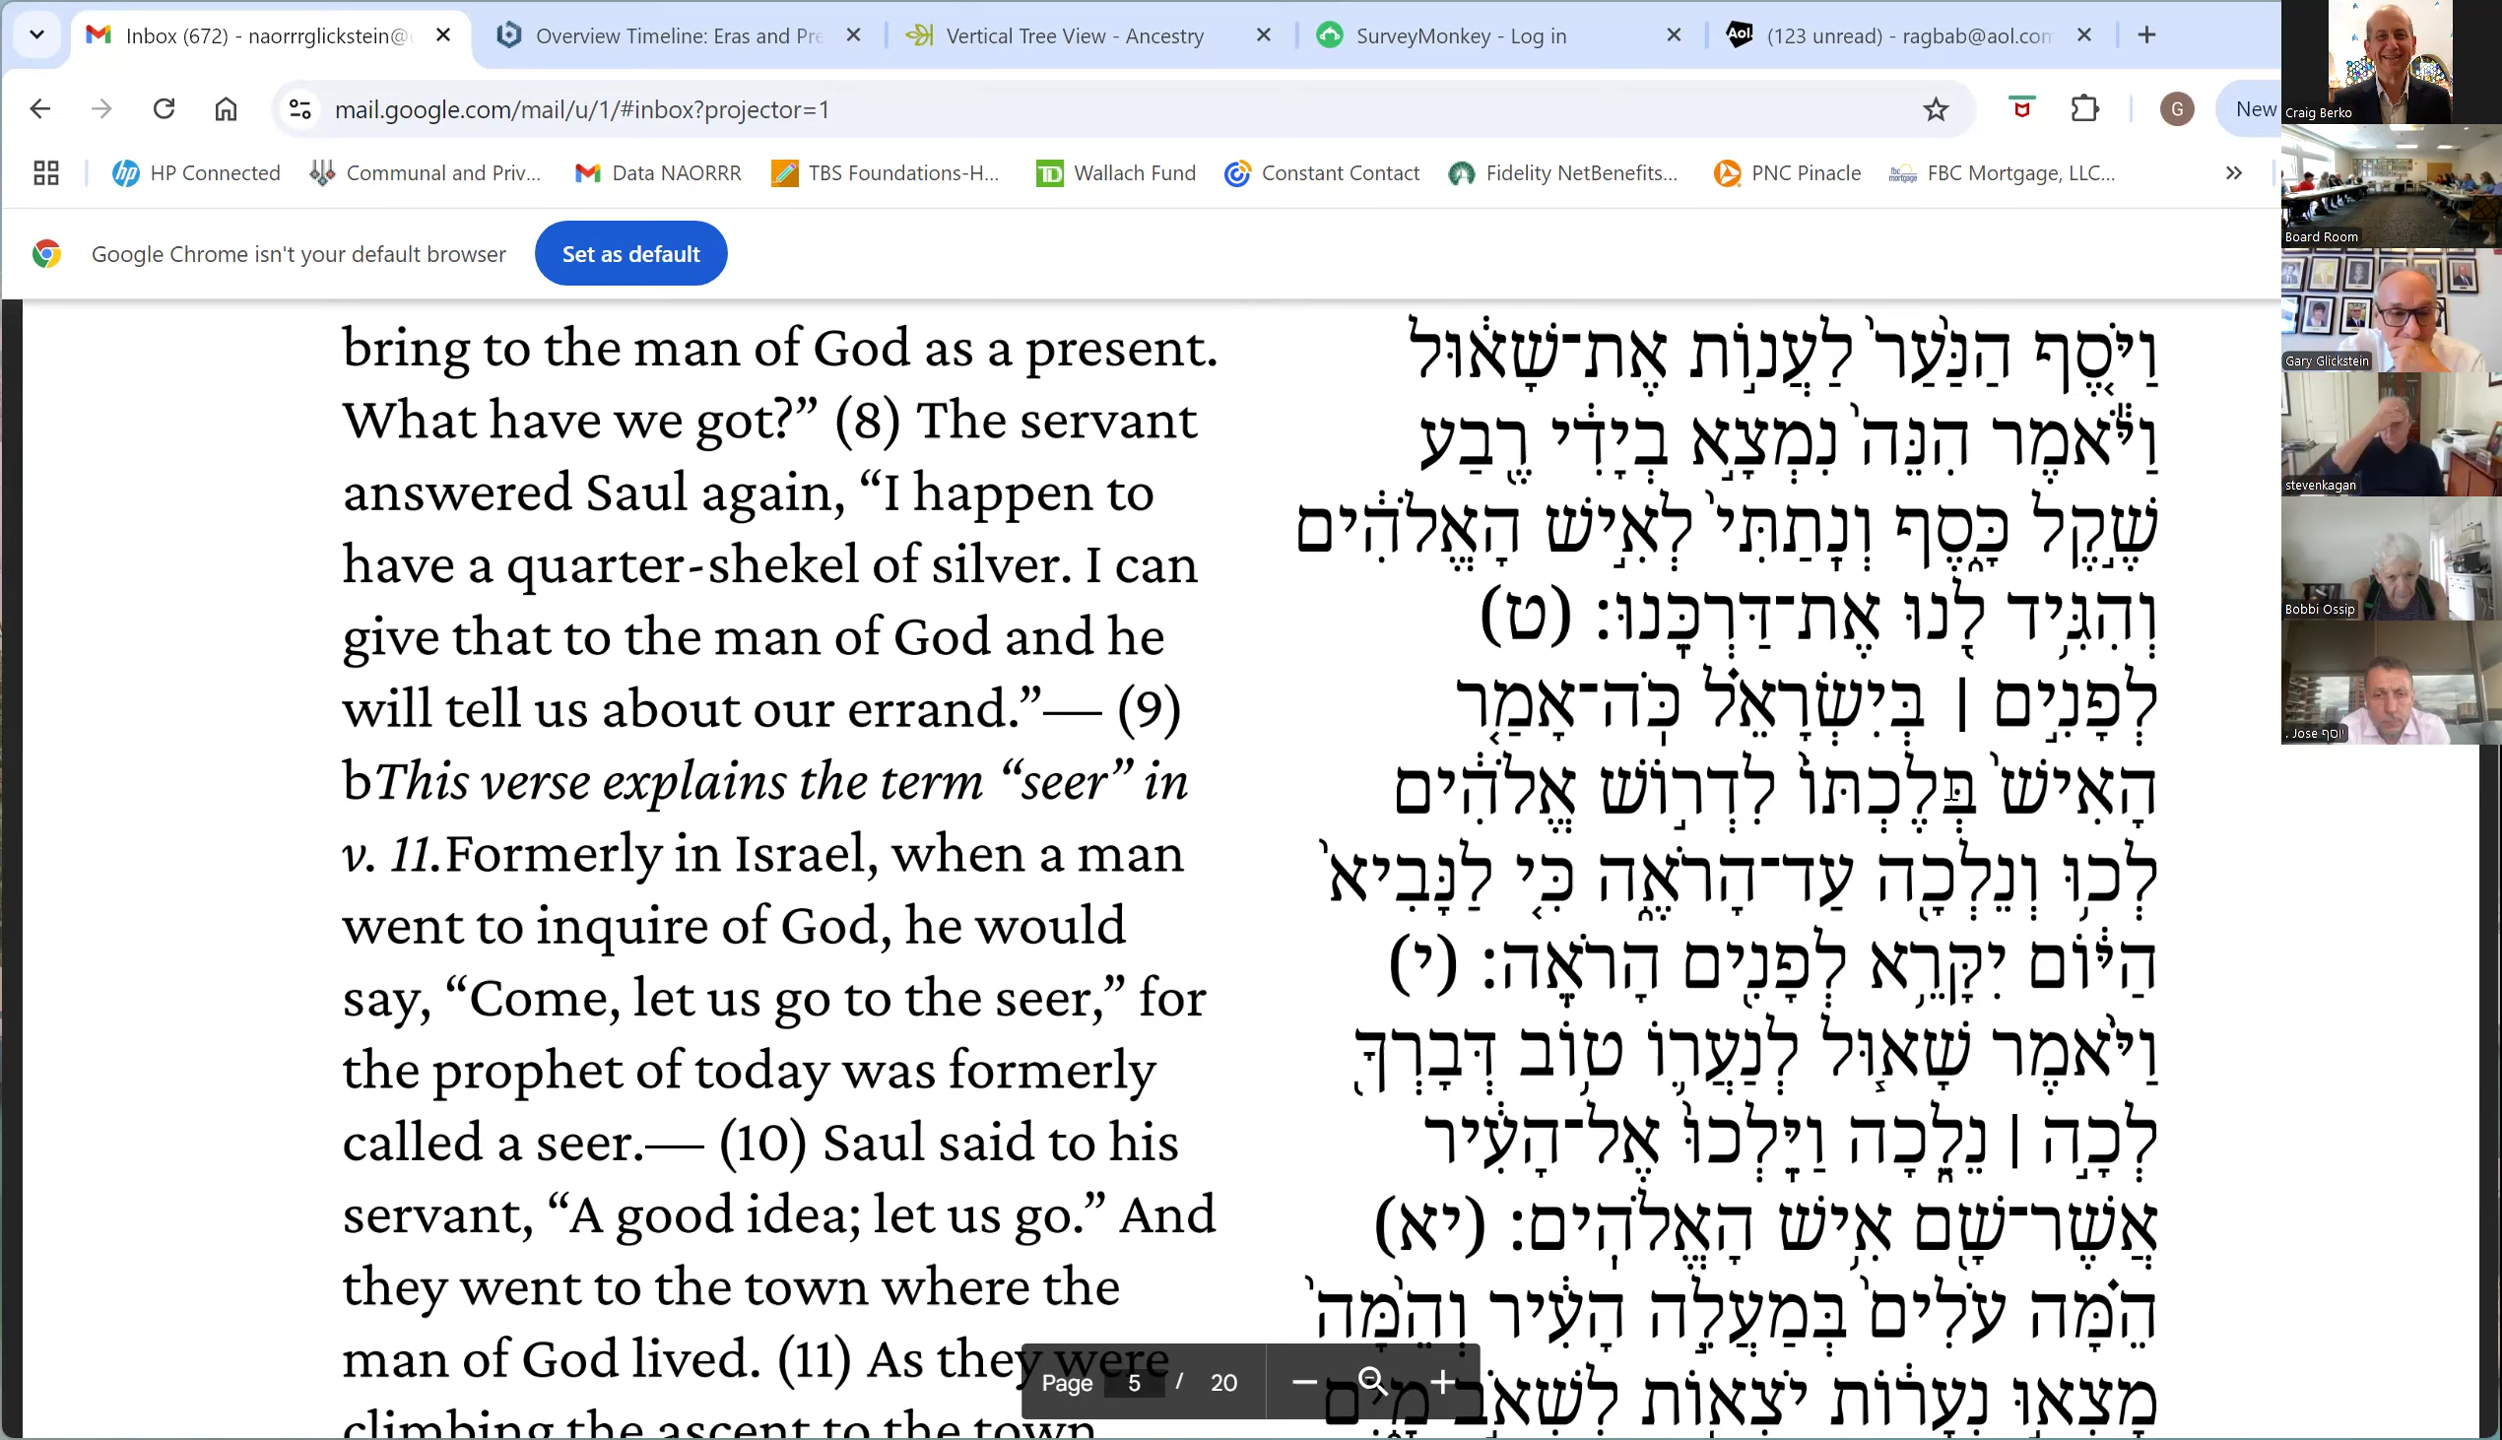 Inbox (672) - naorrrglickstein@
Overview Timeline: Eras and Pre
Vertical Tree View - Ancestry
SurveyMonkey - Log in
Aol. (123 unread) - ragbab@aol.com
mail.google.com/mail/u/1/#inbox?projector=1
G
New
HP Connected
Communal and Priv...
Data NAORRR
TBS Foundations-H...
Wallach Fund
Constant Contact
Fidelity NetBenefits...
PNC Pinacle
FBC Mortgage, LLC...
Google Chrome isn't your default browser
Set as default
bring to the man of God as a present.
What have we got?” (8) The servant
answered Saul again, “I happen to
have a quarter-shekel of silver. I can
give that to the man of God and he
will tell us about our errand.”— (9)
bThis verse explains the term “seer” in
v. 11.Formerly in Israel, when a man
went to inquire of God, he would
say, “Come, let us go to the seer,” for
the prophet of today was formerly
called a seer.— (10) Saul said to his
servant, “A good idea; let us go.” And
they went to the town where the
man of God lived. (11) As they were
climbing the ascent to the town
וַיֹּ֤סֶף הַנַּ֙עַר֙ לַעֲנ֣וֹת אֶת־שָׁא֔וּל
וַיֹּ֕אמֶר הִנֵּה֙ נִמְצָ֣א בְיָדִ֔י רֶ֖בַע
שֶׁ֣קֶל כָּ֑סֶף וְנָֽתַתִּי֙ לְאִ֣ישׁ הָאֱלֹהִ֔ים
וְהִגִּ֥יד לָ֖נוּ אֶת־דַּרְכֵּֽנוּ׃ (ט)
לְפָנִ֣ים | בְּיִשְׂרָאֵ֗ל כֹּֽה־אָמַ֤ר
הָאִישׁ֙ בְּלֶכְתּוֹ֙ לִדְר֣וֹשׁ אֱלֹהִ֔ים
לְכ֥וּ וְנֵלְכָ֖ה עַד־הָרֹאֶ֑ה כִּ֤י לַנָּבִיא֙
הַיּ֔וֹם יִקָּרֵ֥א לְפָנִ֖ים הָרֹאֶֽה׃ (י)
וַיֹּ֨אמֶר שָׁא֧וּל לְנַעֲר֛וֹ ט֥וֹב דְּבָרְךָ֖
לְכָ֣ה | נֵלֵ֑כָה וַיֵּֽלְכוּ֙ אֶל־הָעִ֔יר
אֲשֶׁר־שָׁ֖ם אִ֥ישׁ הָאֱלֹהִֽים׃ (יא)
הֵ֗מָּה עֹלִים֙ בְּמַעֲלֵ֣ה הָעִ֔יר וְהֵ֙מָּה֙
מָצְא֣וּ נְעָר֔וֹת יֹצְא֖וֹת לִשְׁאֹ֣ב מָ֑יִם
Page 5 / 20
Craig Berko
Board Room
Gary Glickstein
stevenkagan
Bobbi Ossip
. Jose יוסף